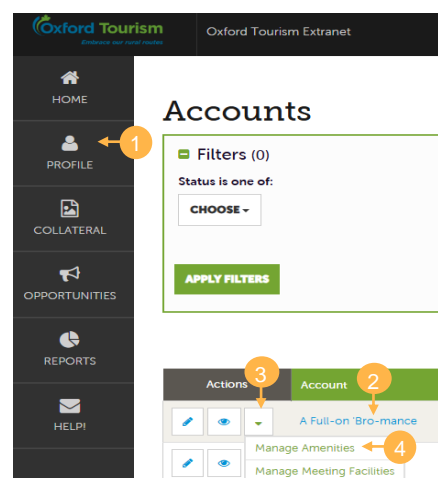 Oxford Tourism
Embrace our rural routes
Oxford Tourism Extranet
HOME
PROFILE
1
COLLATERAL
OPPORTUNITIES
REPORTS
HELP!
Accounts
Filters (0)
Status is one of:
CHOOSE
APPLY FILTERS
3
2
Actions
Account
A Full-on 'Bro-mance
Manage Amenities
4
Manage Meeting Facilities